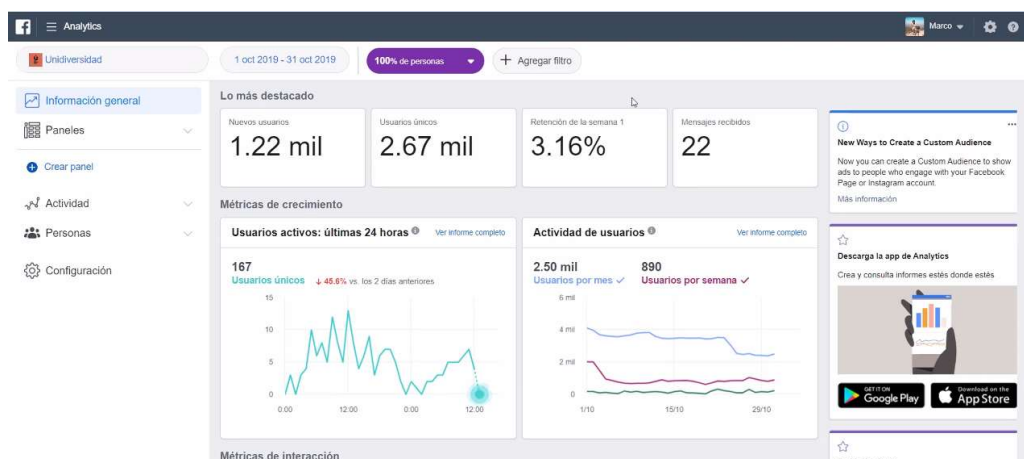 Analytics
Marco
Unidiversidad
1 oct 2019 - 31 oct 2019
100% de personas
Agregar filtro
Información general
Paneles
Crear panel
Actividad
Personas
Configuración
Lo más destacado
Nuevos usuarios
1.22 mil
Usuarios únicos
2.67 mil
Retención de la semana 1
3.16%
Mensajes recibidos
22
Métricas de crecimiento
Usuarios activos: últimas 24 horas
Ver informe completo
167
Usuarios únicos
45.6% vs. los 2 días anteriores
15
10
5
0
0:00 12:00 0:00 12:00
Actividad de usuarios
Ver informe completo
2.50 mil 890
Usuarios por mes Usuarios por semana
6 mil
4 mil
2 mil
0
1/10 15/10 29/10
Métricas de interacción
New Ways to Create a Custom Audience
Now you can create a Custom Audience to show
ads to people who engage with your Facebook
Page or Instagram account.
Más información
Descarga la app de Analytics
Crea y consulta informes estés donde estés
GET IT ON
Google Play
Download on the
App Store